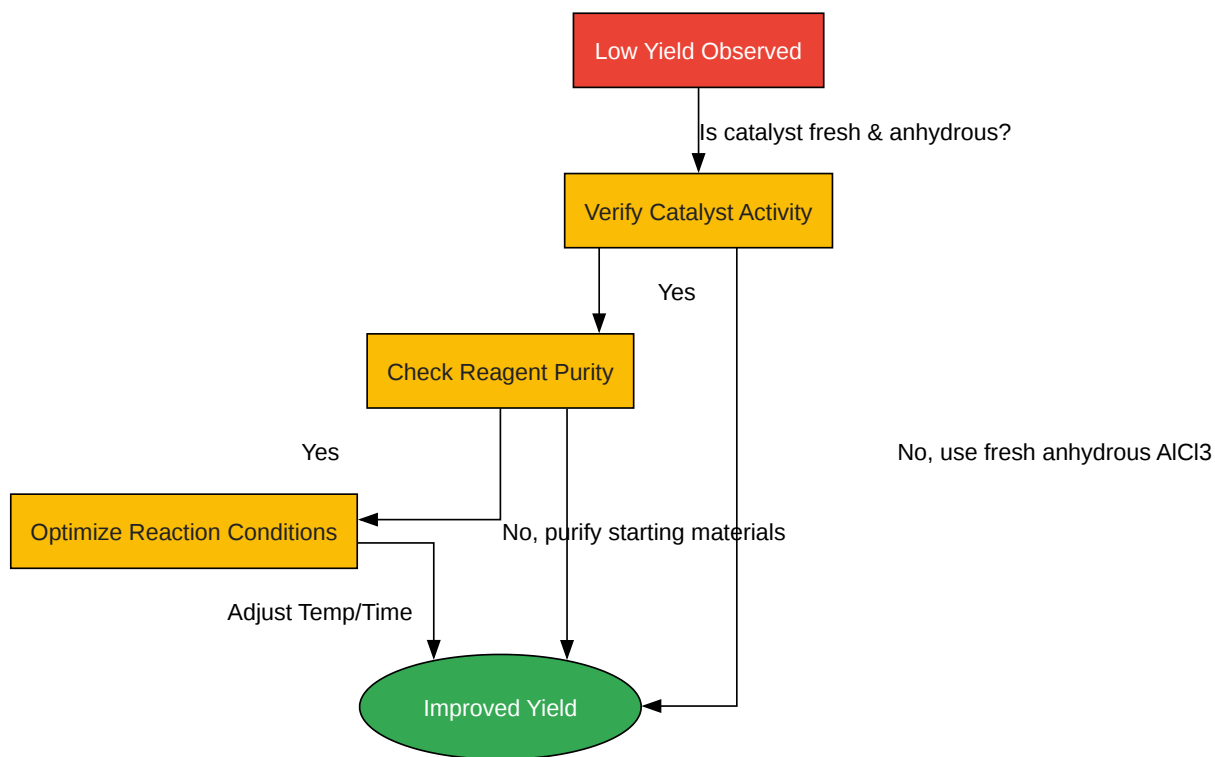 Low Yield Observed
Is catalyst fresh & anhydrous?
Verify Catalyst Activity
Yes
Check Reagent Purity
Yes
No, use fresh anhydrous AlCl3
Optimize Reaction Conditions
No, purify starting materials
Adjust Temp/Time
Improved Yield